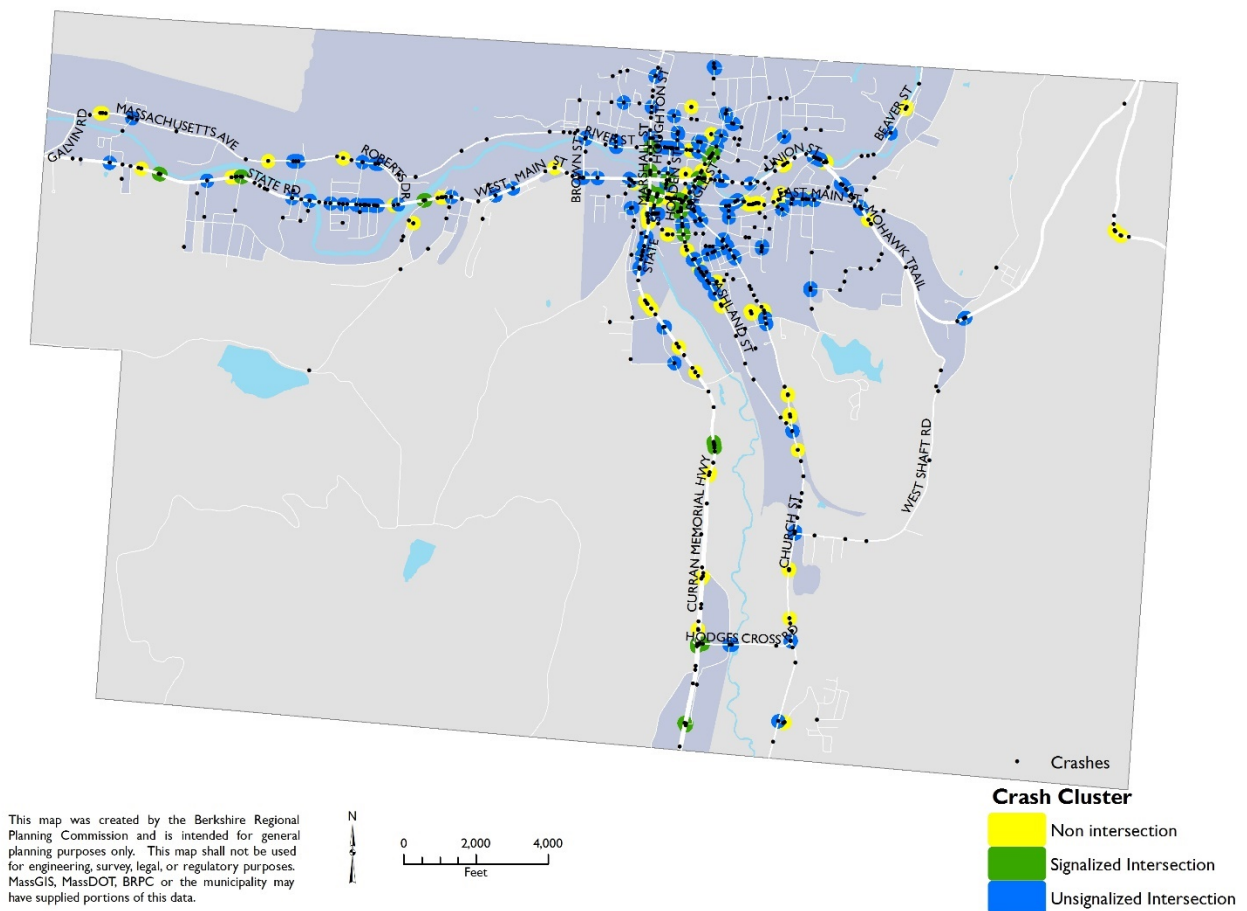 MASSACHUSETTS AVE
GALVIN RD
STATE RD
ROBERTS DR
WEST MAIN ST
BROWN ST
RIVER ST
MARSHALL ST
HOUGHTON ST
HOLDEN ST
EAGLE ST
UNION ST
BEAVER ST
EAST MAIN ST
MOHAWK TRAIL
STATE ST
ASHLAND ST
CURRAN MEMORIAL HWY
CHURCH ST
WEST SHAFT RD
HODGES CROSS RD
Crashes
Crash Cluster
Non intersection
Signalized Intersection
Unsignalized Intersection
This map was created by the Berkshire Regional
Planning Commission and is intended for general
planning purposes only. This map shall not be used
for engineering, survey, legal, or regulatory purposes.
MassGIS, MassDOT, BRPC or the municipality may
have supplied portions of this data.
N
0 2,000 4,000
Feet